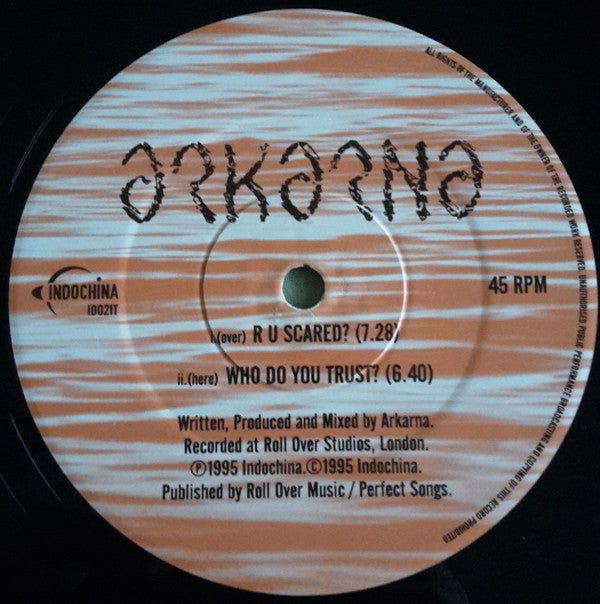 ARKARNA
INDOCHINA
ID021T
45 RPM
i.(over) R U SCARED? (7.28)
ii.(here) WHO DO YOU TRUST? (6.40)
Written, Produced and Mixed by Arkarna.
Recorded at Roll Over Studios, London.
℗1995 Indochina.©1995 Indochina.
Published by Roll Over Music / Perfect Songs.
ALL RIGHTS OF THE MANUFACTURER AND OF THE OWNER OF THE RECORDED WORK RESERVED. UNAUTHORISED PUBLIC PERFORMANCE BROADCASTING AND COPYING OF THIS RECORD PROHIBITED